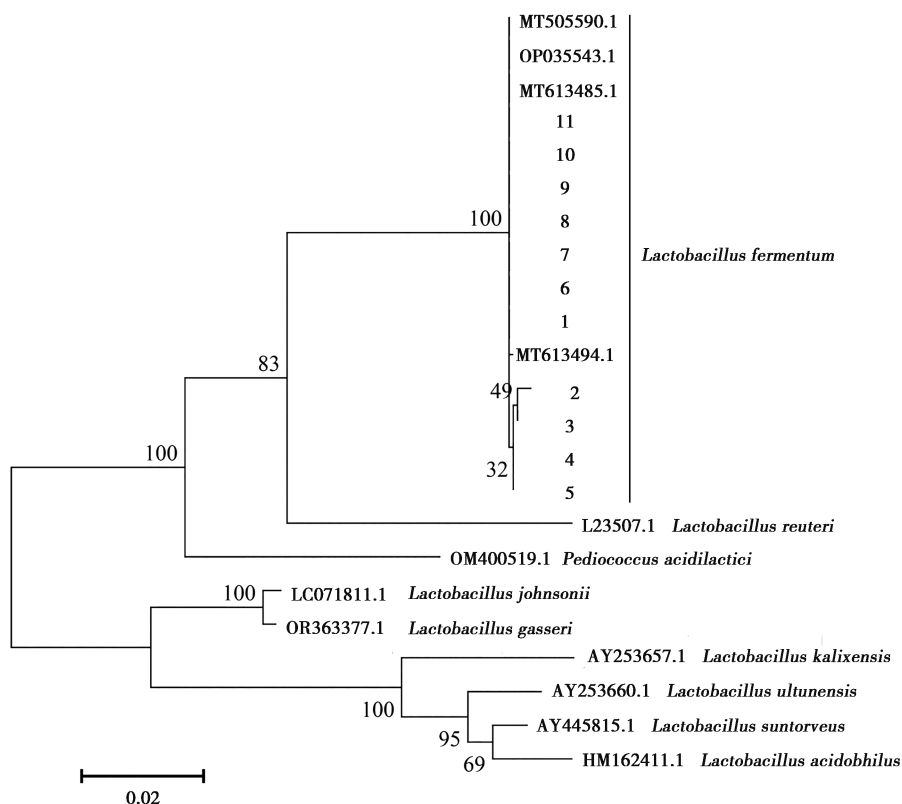 MT505590.1
OP035543.1
MT613485.1
11
10
9
8
100
7
Lactobacillus fermentum
6
1
MT613494.1
83
49
2
3
100
4
32
5
L23507.1 Lactobacillus reuteri
OM400519.1 Pediococcus acidilactici
100
LC071811.1 Lactobacillus johnsonii
OR363377.1 Lactobacillus gasseri
AY253657.1 Lactobacillus kalixensis
AY253660.1 Lactobacillus ultunensis
100
AY445815.1 Lactobacillus suntorveus
95
HM162411.1 Lactobacillus acidobhilus
69
0.02